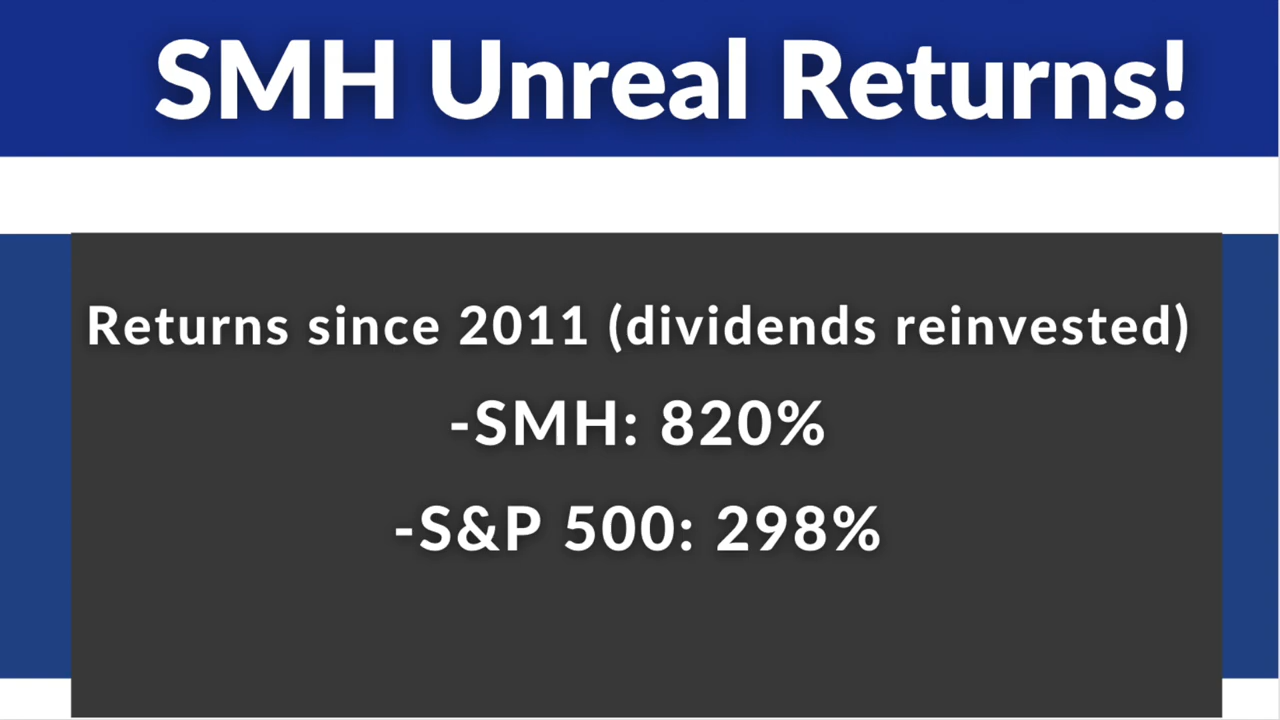 SMH Unreal Returns!
Returns since 2011 (dividends reinvested)
-SMH: 820%
-S&P 500: 298%